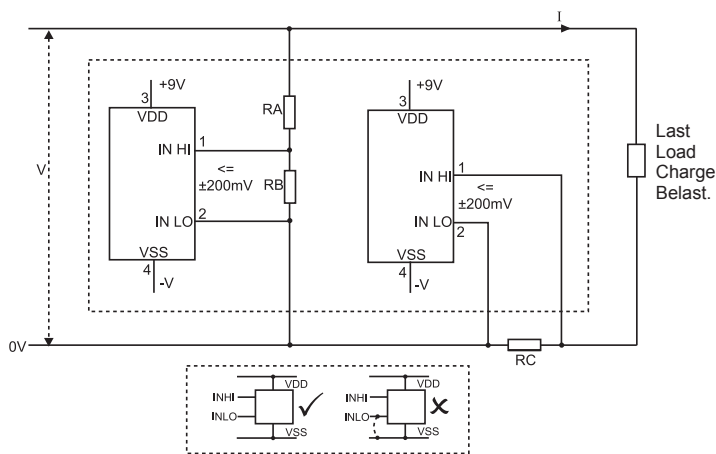 I
+9V
3
VDD
IN HI
1
<=
±200mV
IN LO
2
VSS
4
-V
RA
RB
+9V
3
VDD
IN HI
1
<=
±200mV
IN LO
2
VSS
4
-V
Last
Load
Charge
Belast.
V
0V
RC
VDD
INHI
INLO
VSS
VDD
INHI
INLO
VSS